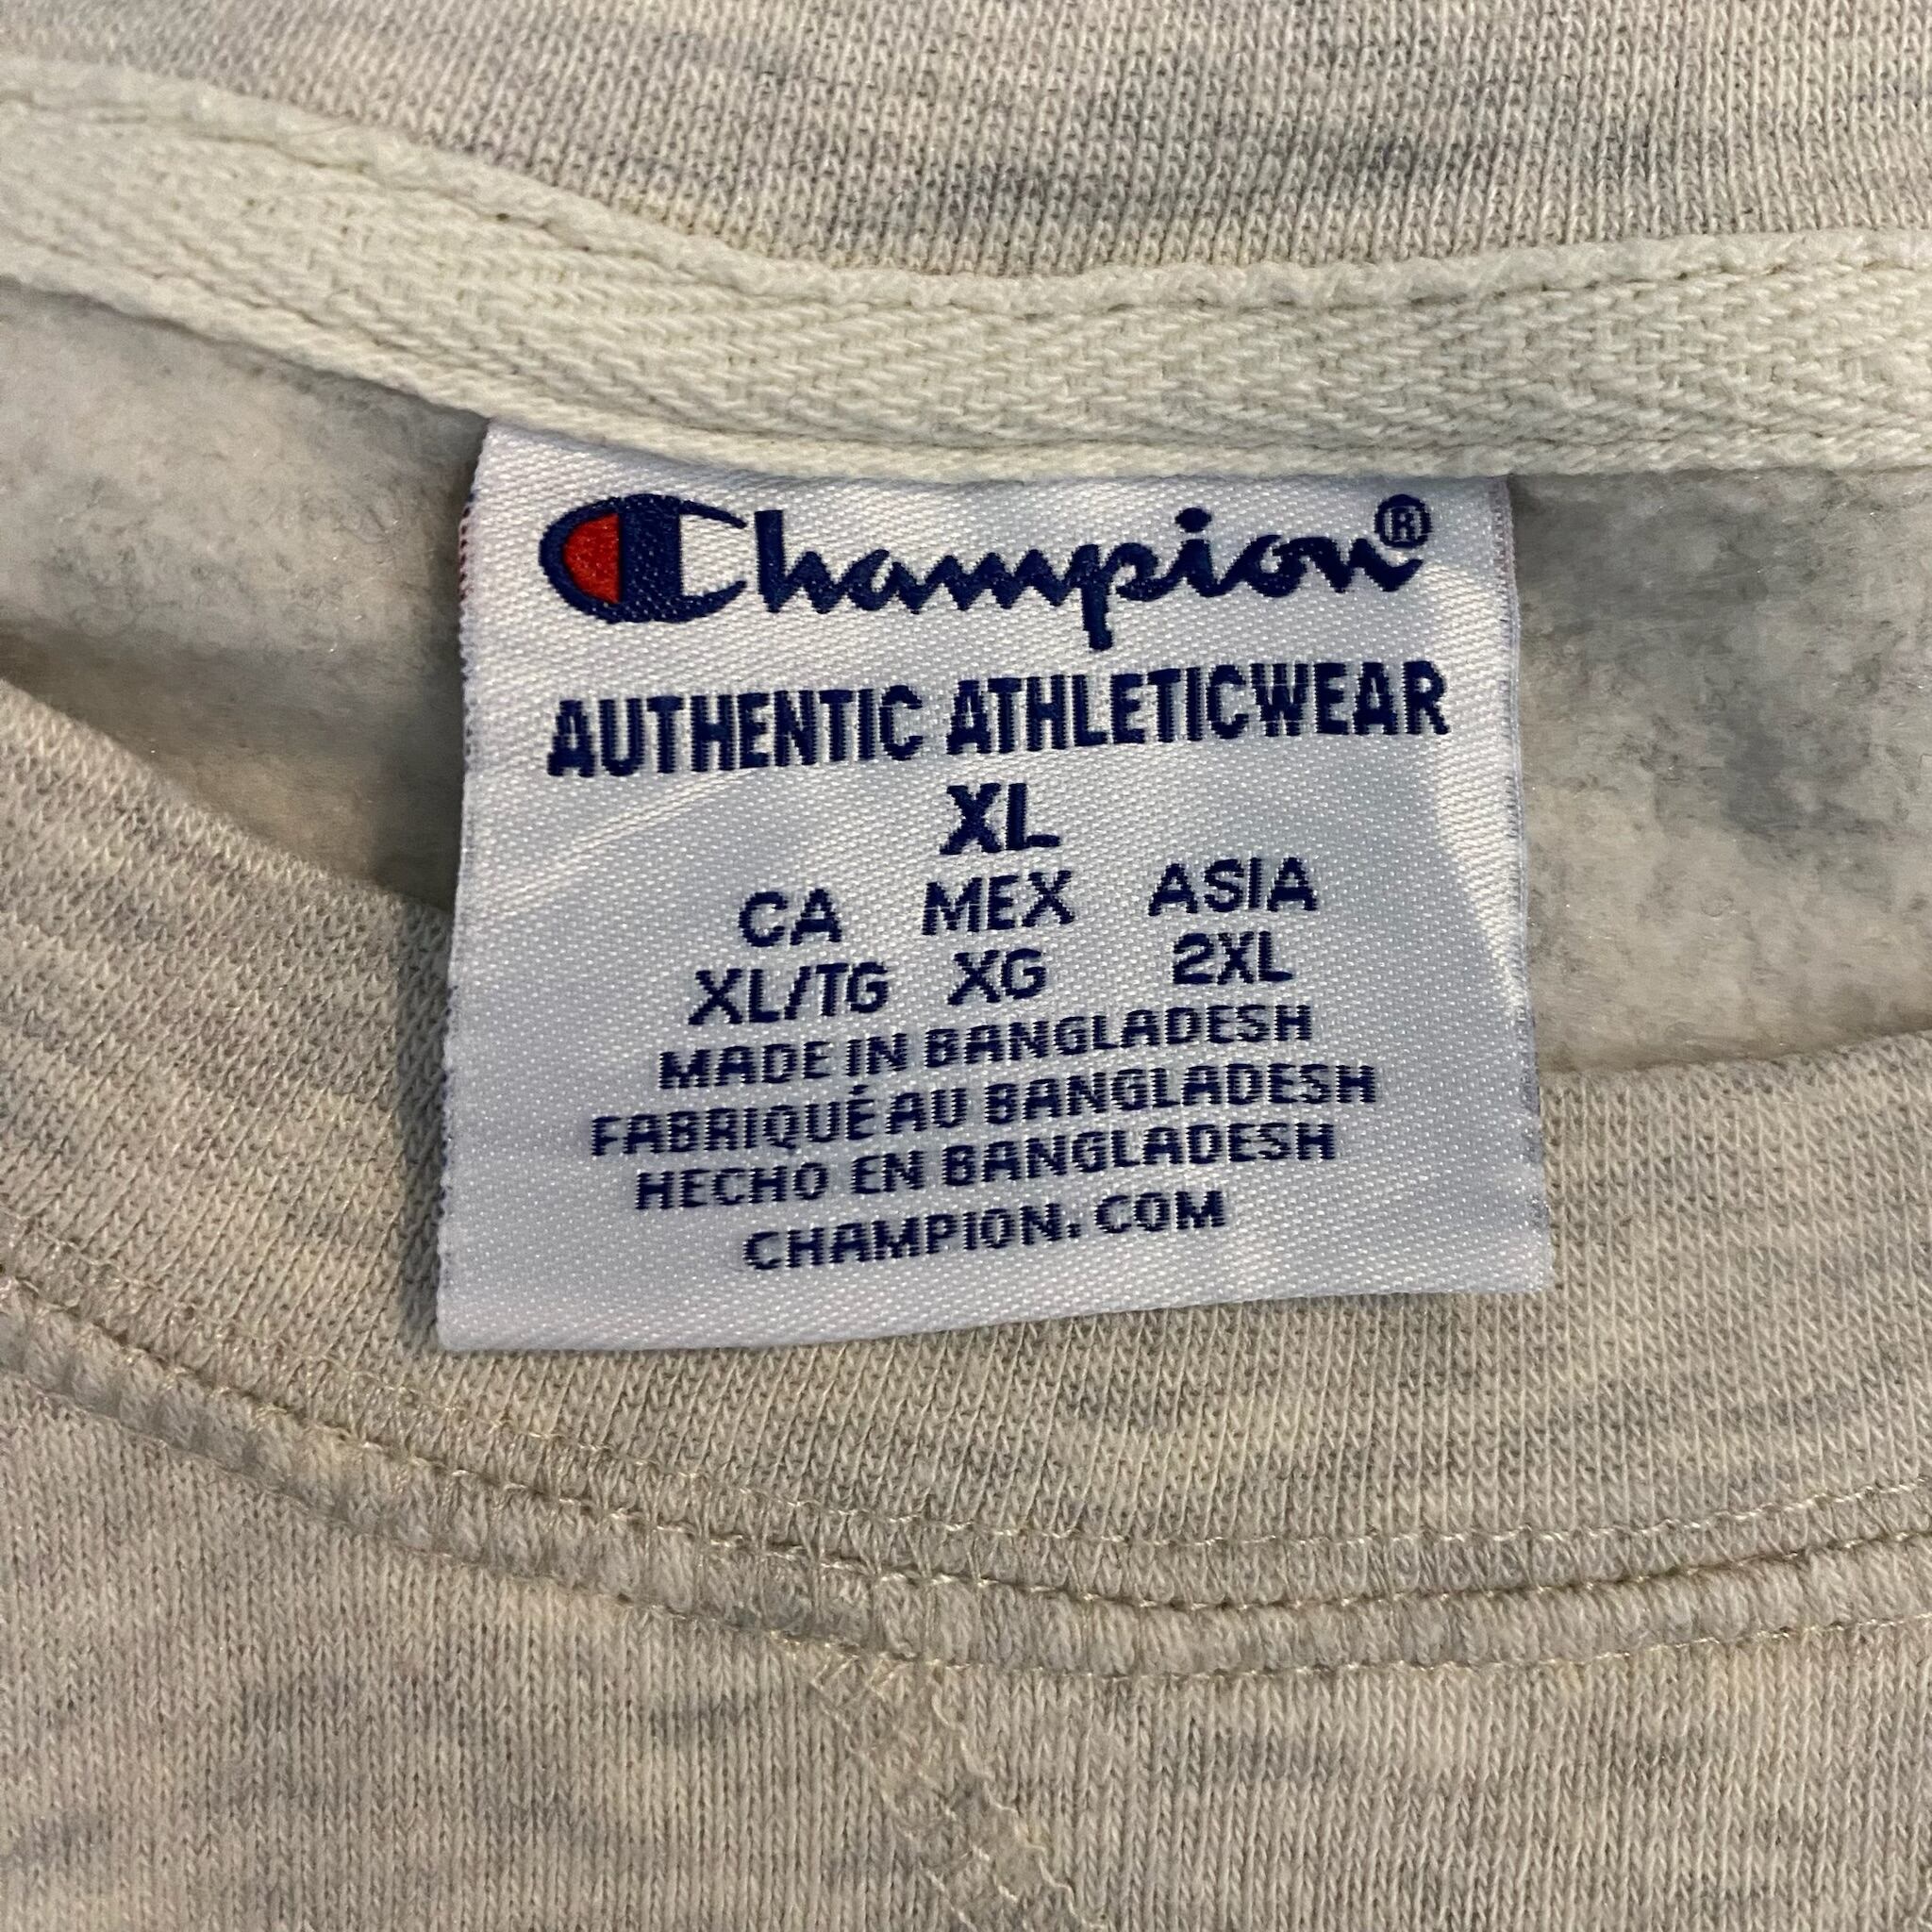 Champion®
AUTHENTIC ATHLETICWEAR
XL
CA MEX ASIA
XL/TG XG 2XL
MADE IN BANGLADESH
FABRIQUÉ AU BANGLADESH
HECHO EN BANGLADESH
CHAMPION.COM